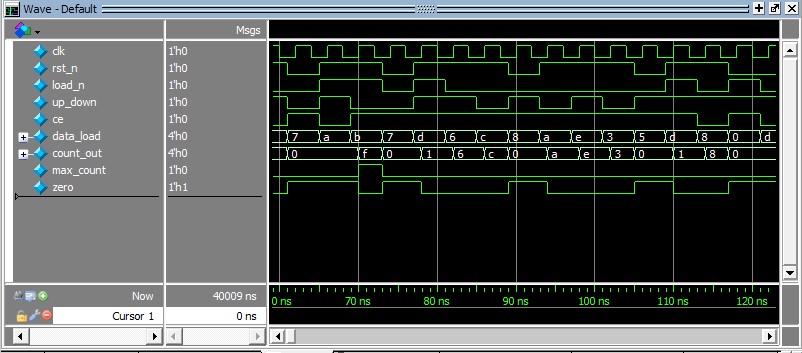 Wave - Default
Msgs
clk 1'h0
rst_n 1'h0
load_n 1'h0
up_down 1'h0
ce 1'h0
data_load 4'h0 7 a b 7 d 6 c 8 a e 3 5 d 8 0 d
count_out 4'h0 0 f 0 1 6 c 0 a e 3 0 1 8 0
max_count 1'h0
zero 1'h1
Now 40009 ns 0 ns 70 ns 80 ns 90 ns 100 ns 110 ns 120 ns
Cursor 1 0 ns